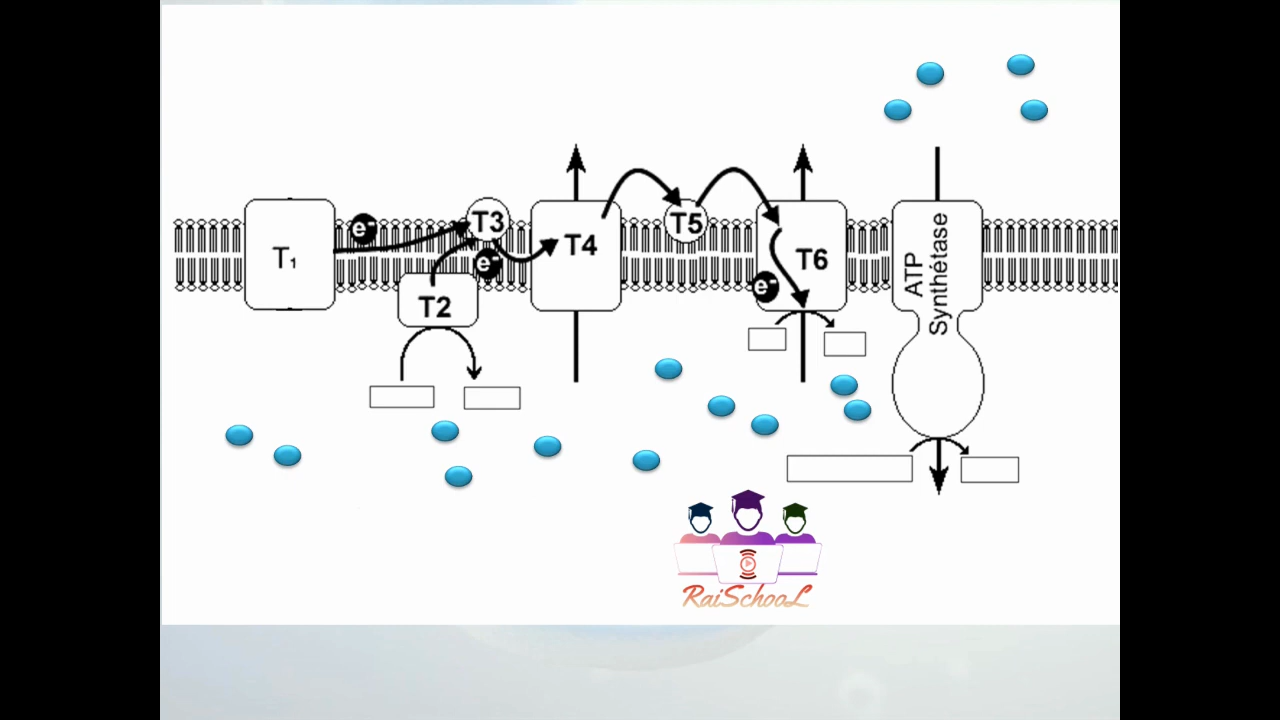 T₁
e⁻
T3
e⁻
T2
T4
T5
e⁻
T6
ATP
Synthétase
RaiSchooL